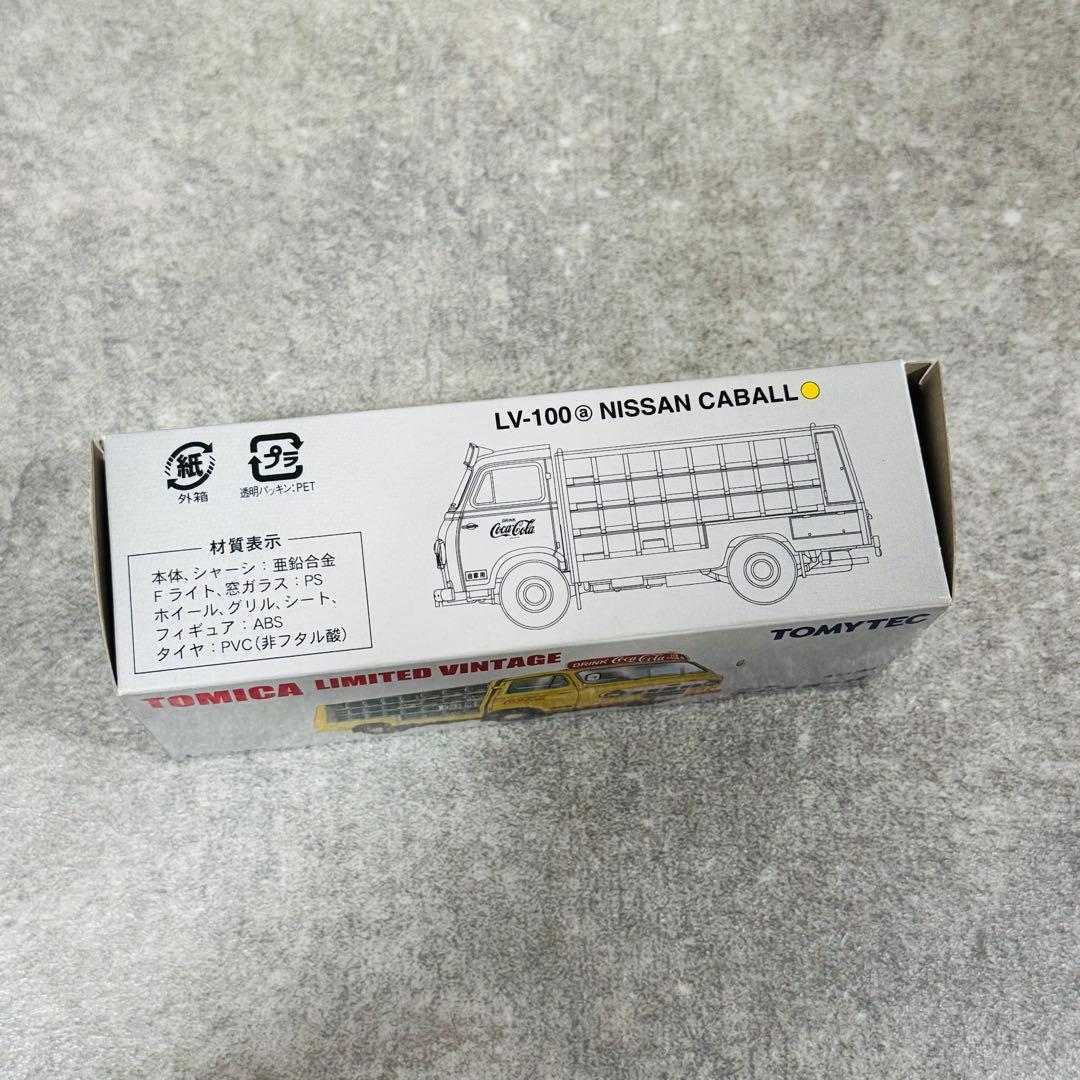 LV-100ⓐ NISSAN CABALL
紙
外箱
プラ
透明パッキン:PET
材質表示
本体、シャーシ:亜鉛合金
Fライト、窓ガラス:PS
ホイール、グリル、シート、
フィギュア:ABS
タイヤ:PVC(非フタル酸)
DRINK
Coca-Cola
自家用
TOMYTEC
TOMICA LIMITED VINTAGE
DRINK Coca-Cola